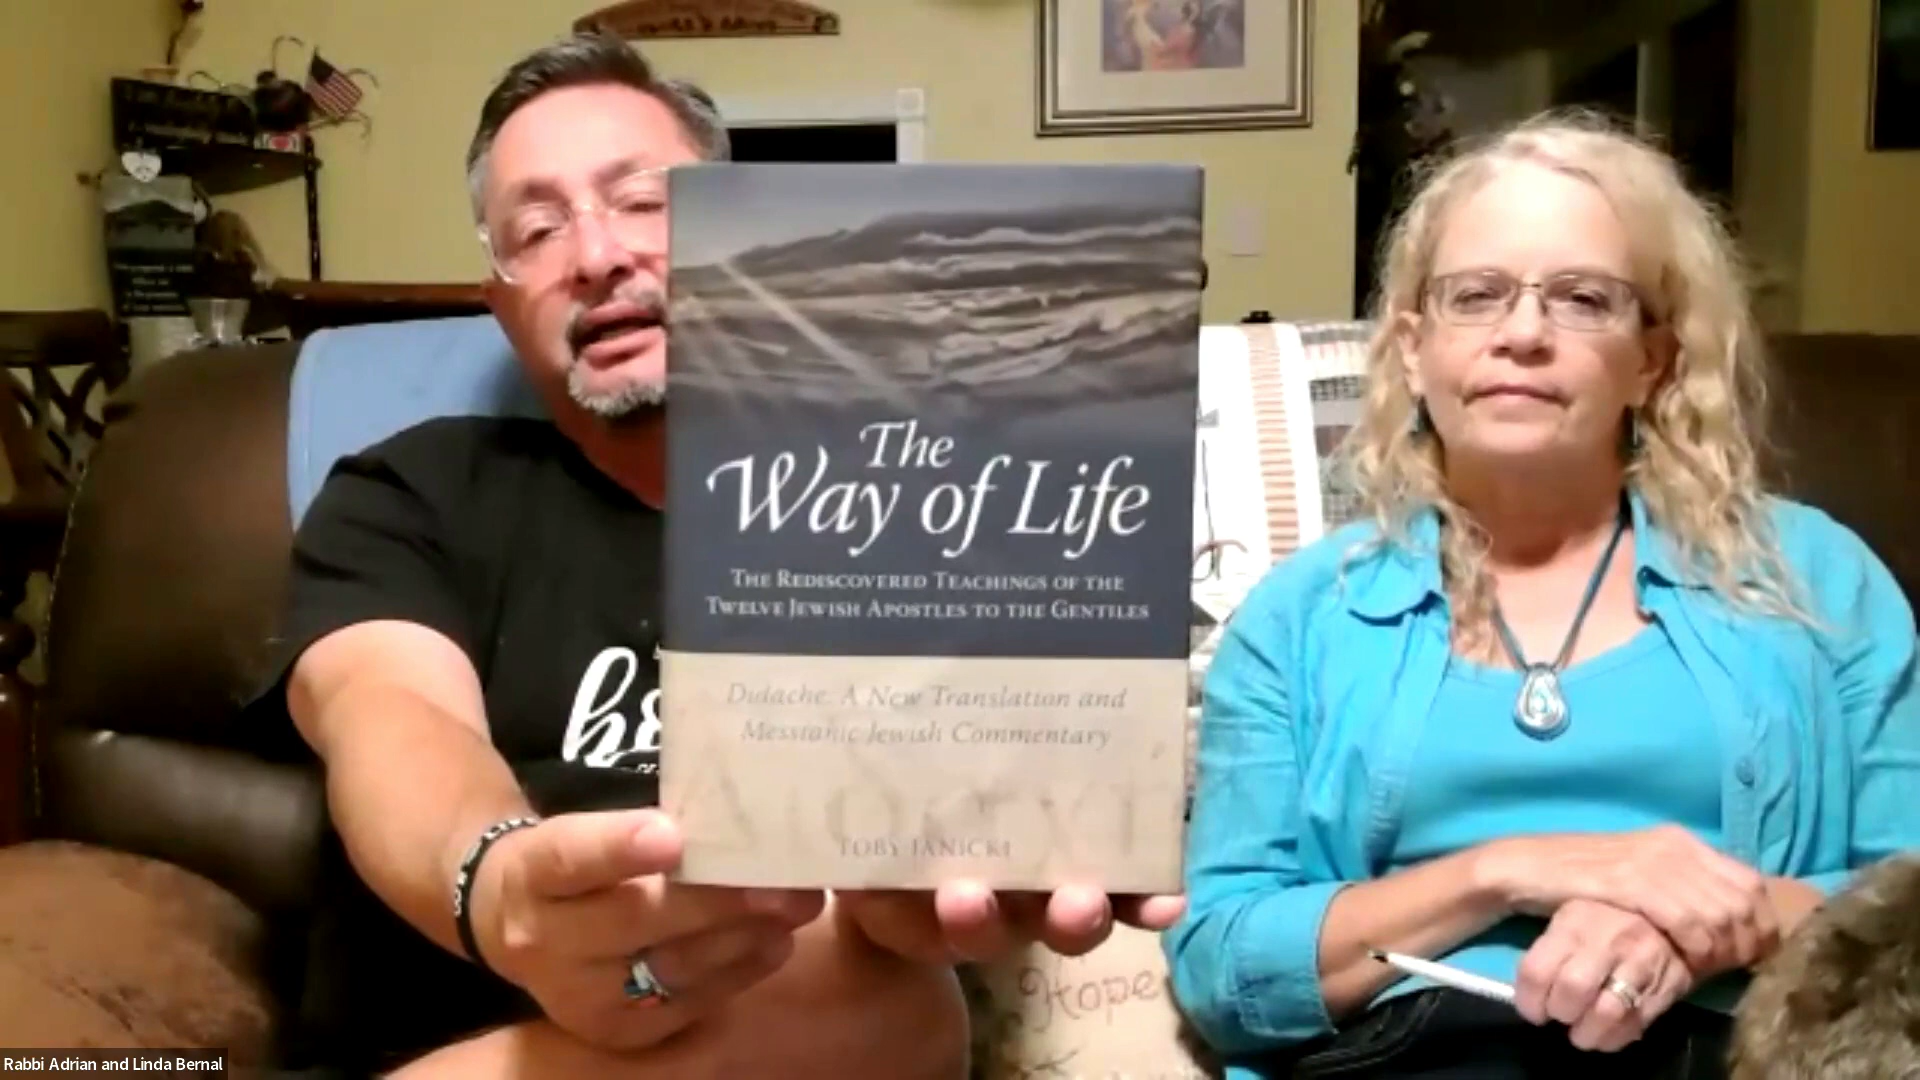 The
Way of Life
The Rediscovered Teachings of the
Twelve Jewish Apostles to the Gentiles
Didache: A New Translation and
Messianic Jewish Commentary
TOBY JANICKI
Hope
Rabbi Adrian and Linda Bernal